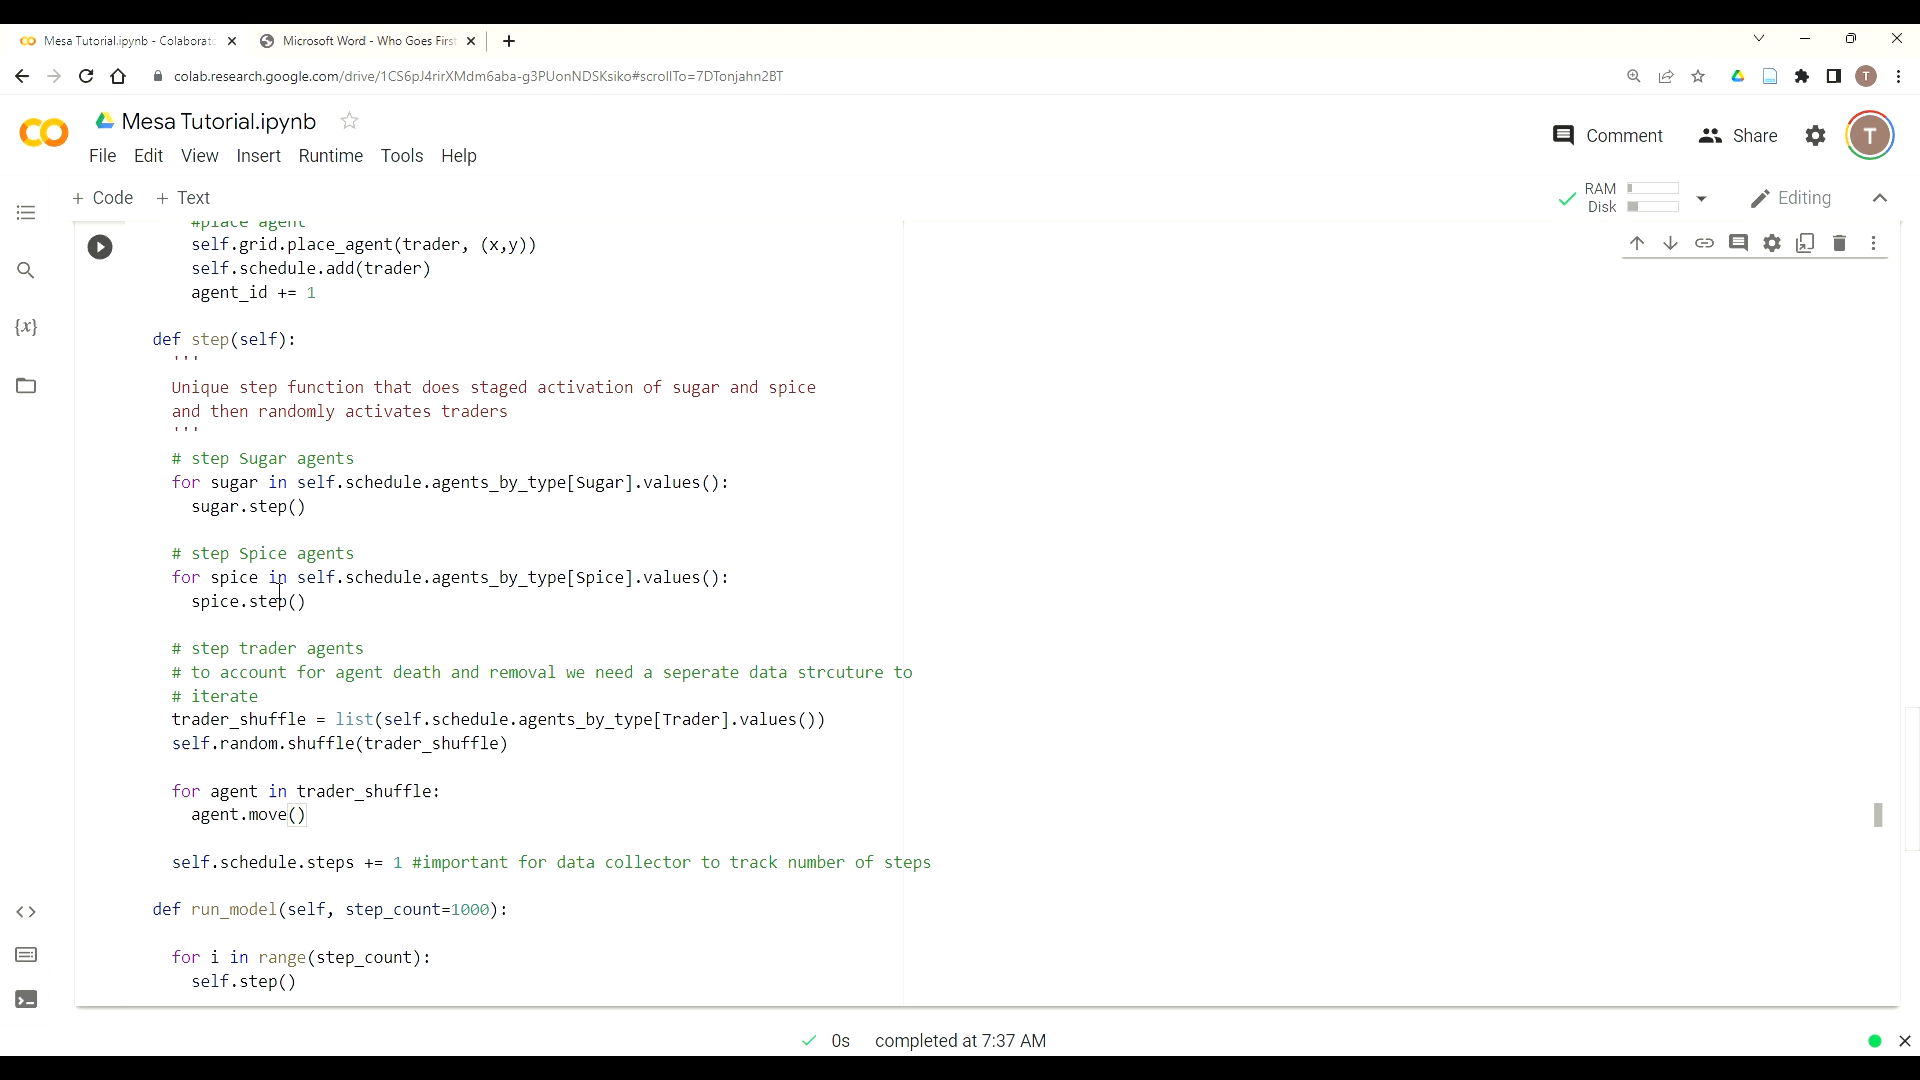 Mesa Tutorial.ipynb - Colaborat
Microsoft Word - Who Goes First
colab.research.google.com/drive/1CS6pJ4rirXMdm6aba-g3PUonNDSKsiko#scrollTo=7DTonjahn2BT
T
CO
Mesa Tutorial.ipynb
Comment
Share
T
File Edit View Insert Runtime Tools Help
+ Code + Text
RAM
Disk
Editing
#place agent
self.grid.place_agent(trader, (x,y))
self.schedule.add(trader)
agent_id += 1
{x}
def step(self):
'''
Unique step function that does staged activation of sugar and spice
and then randomly activates traders
'''
# step Sugar agents
for sugar in self.schedule.agents_by_type[Sugar].values():
sugar.step()
# step Spice agents
for spice in self.schedule.agents_by_type[Spice].values():
spice.step()
# step trader agents
# to account for agent death and removal we need a seperate data strcuture to
# iterate
trader_shuffle = list(self.schedule.agents_by_type[Trader].values())
self.random.shuffle(trader_shuffle)
for agent in trader_shuffle:
agent.move()
self.schedule.steps += 1 #important for data collector to track number of steps
def run_model(self, step_count=1000):
for i in range(step_count):
self.step()
0s completed at 7:37 AM